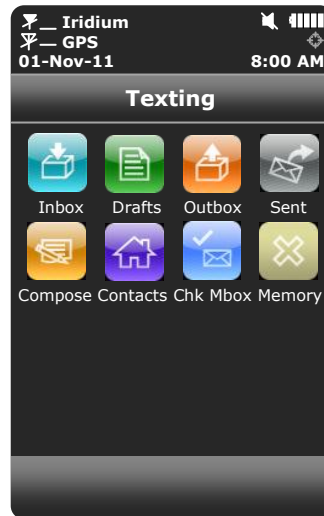 Iridium
GPS
01-Nov-11 8:00 AM
Texting
Inbox Drafts Outbox Sent
Compose Contacts Chk Mbox Memory